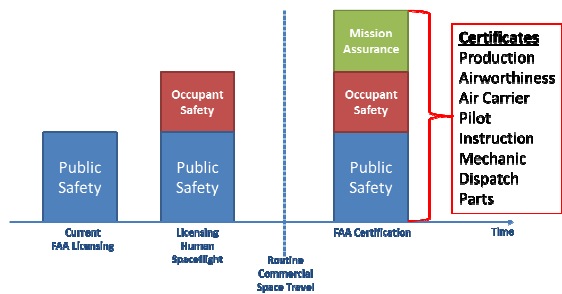 Mission
Assurance
Occupant
Safety
Occupant
Safety
Public
Safety
Public
Safety
Public
Safety
Certificates
Production
Airworthiness
Air Carrier
Pilot
Instruction
Mechanic
Dispatch
Parts
Current
FAA Licensing
Licensing
Human
Spaceflight
Routine
Commercial
Space Travel
FAA Certification
Time